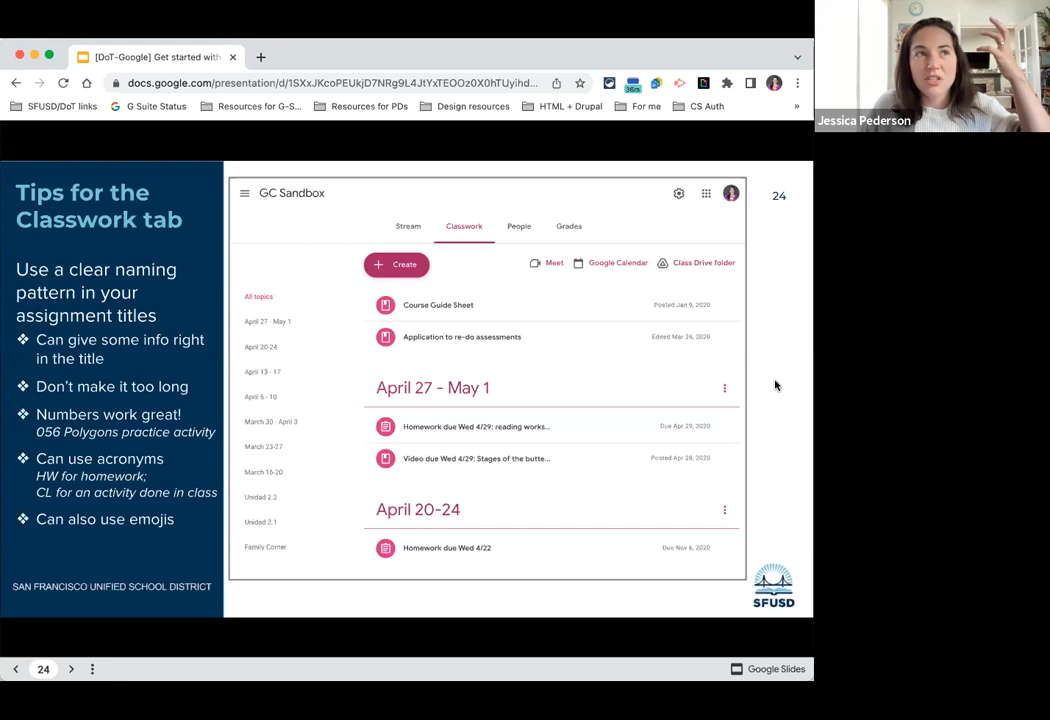 [DoT-Google] Get started with
docs.google.com/presentation/d/1SXxJKcoPEUkjD7NRg9L4JtYxTEOOz0X0hTUyihd...
36m
SFUSD/DoT links
G Suite Status
Resources for G-S...
Resources for PDs
Design resources
HTML + Drupal
For me
CS Auth
»
Jessica Pederson
Tips for the
Classwork tab
Use a clear naming
pattern in your
assignment titles
❖ Can give some info right
in the title
❖ Don't make it too long
❖ Numbers work great!
056 Polygons practice activity
❖ Can use acronyms
HW for homework;
CL for an activity done in class
❖ Can also use emojis
SAN FRANCISCO UNIFIED SCHOOL DISTRICT
GC Sandbox
24
Stream
Classwork
People
Grades
+ Create
Meet
Google Calendar
Class Drive folder
All topics
April 27 - May 1
April 20-24
April 13 - 17
April 6 - 10
March 30 - April 3
March 23-27
March 16-20
Unidad 2.2
Unidad 2.1
Family Corner
Course Guide Sheet
Posted Jan 9, 2020
Application to re-do assessments
Edited Mar 26, 2020
April 27 - May 1
Homework due Wed 4/29: reading works...
Due Apr 29, 2020
Video due Wed 4/29: Stages of the butte...
Posted Apr 28, 2020
April 20-24
Homework due Wed 4/22
Due Nov 6, 2020
SFUSD
24
Google Slides